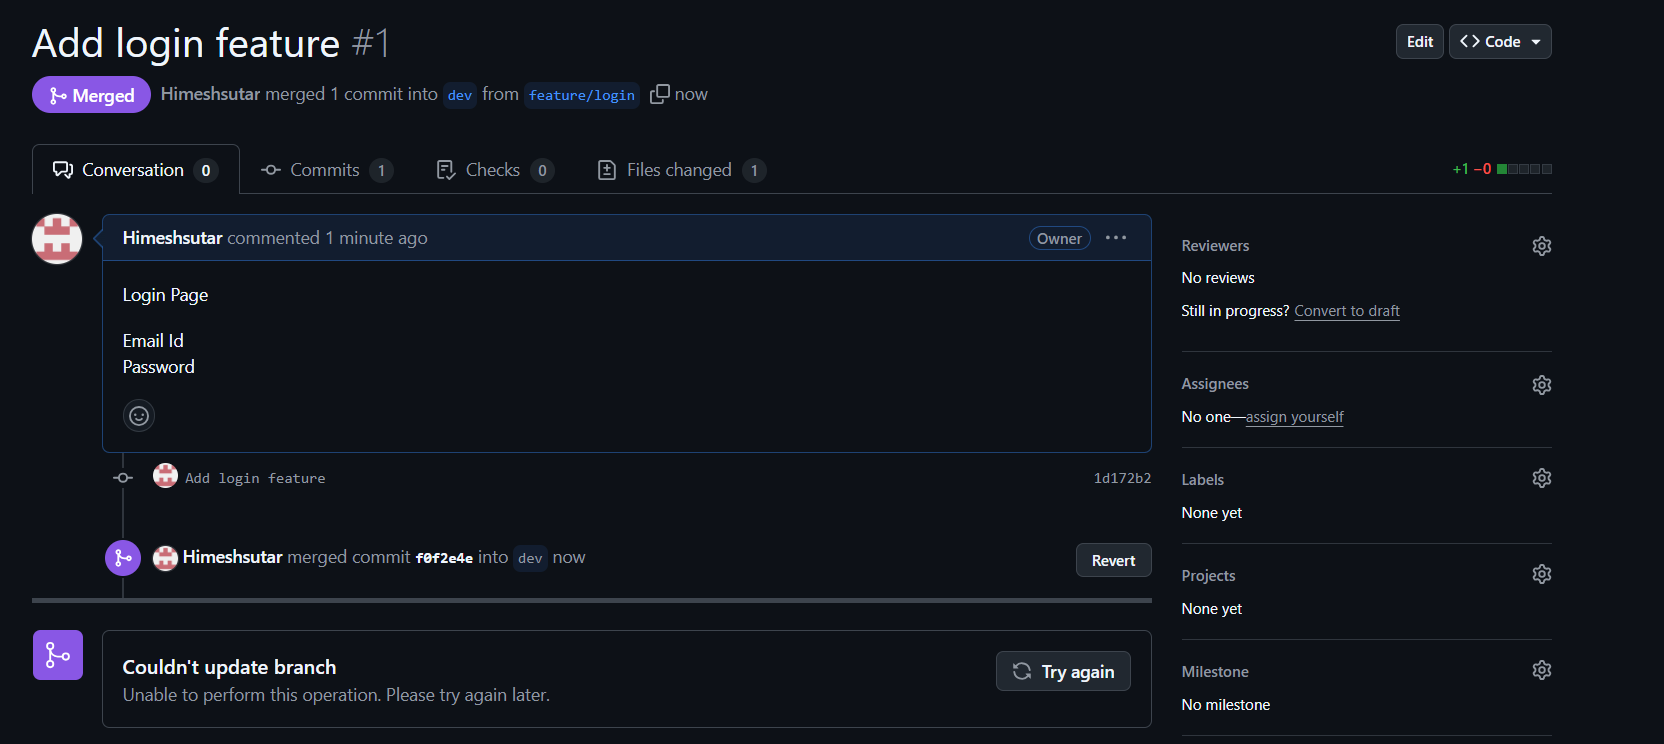 Add login feature #1
Edit
Code
Merged
Himeshsutar merged 1 commit into dev from feature/login now
Conversation 0
Commits 1
Checks 0
Files changed 1
+1 −0
Himeshsutar commented 1 minute ago
Owner
Login Page
Email Id
Password
Add login feature
1d172b2
Himeshsutar merged commit f0f2e4e into dev now
Revert
Couldn't update branch
Unable to perform this operation. Please try again later.
Try again
Reviewers
No reviews
Still in progress? Convert to draft
Assignees
No one—assign yourself
Labels
None yet
Projects
None yet
Milestone
No milestone